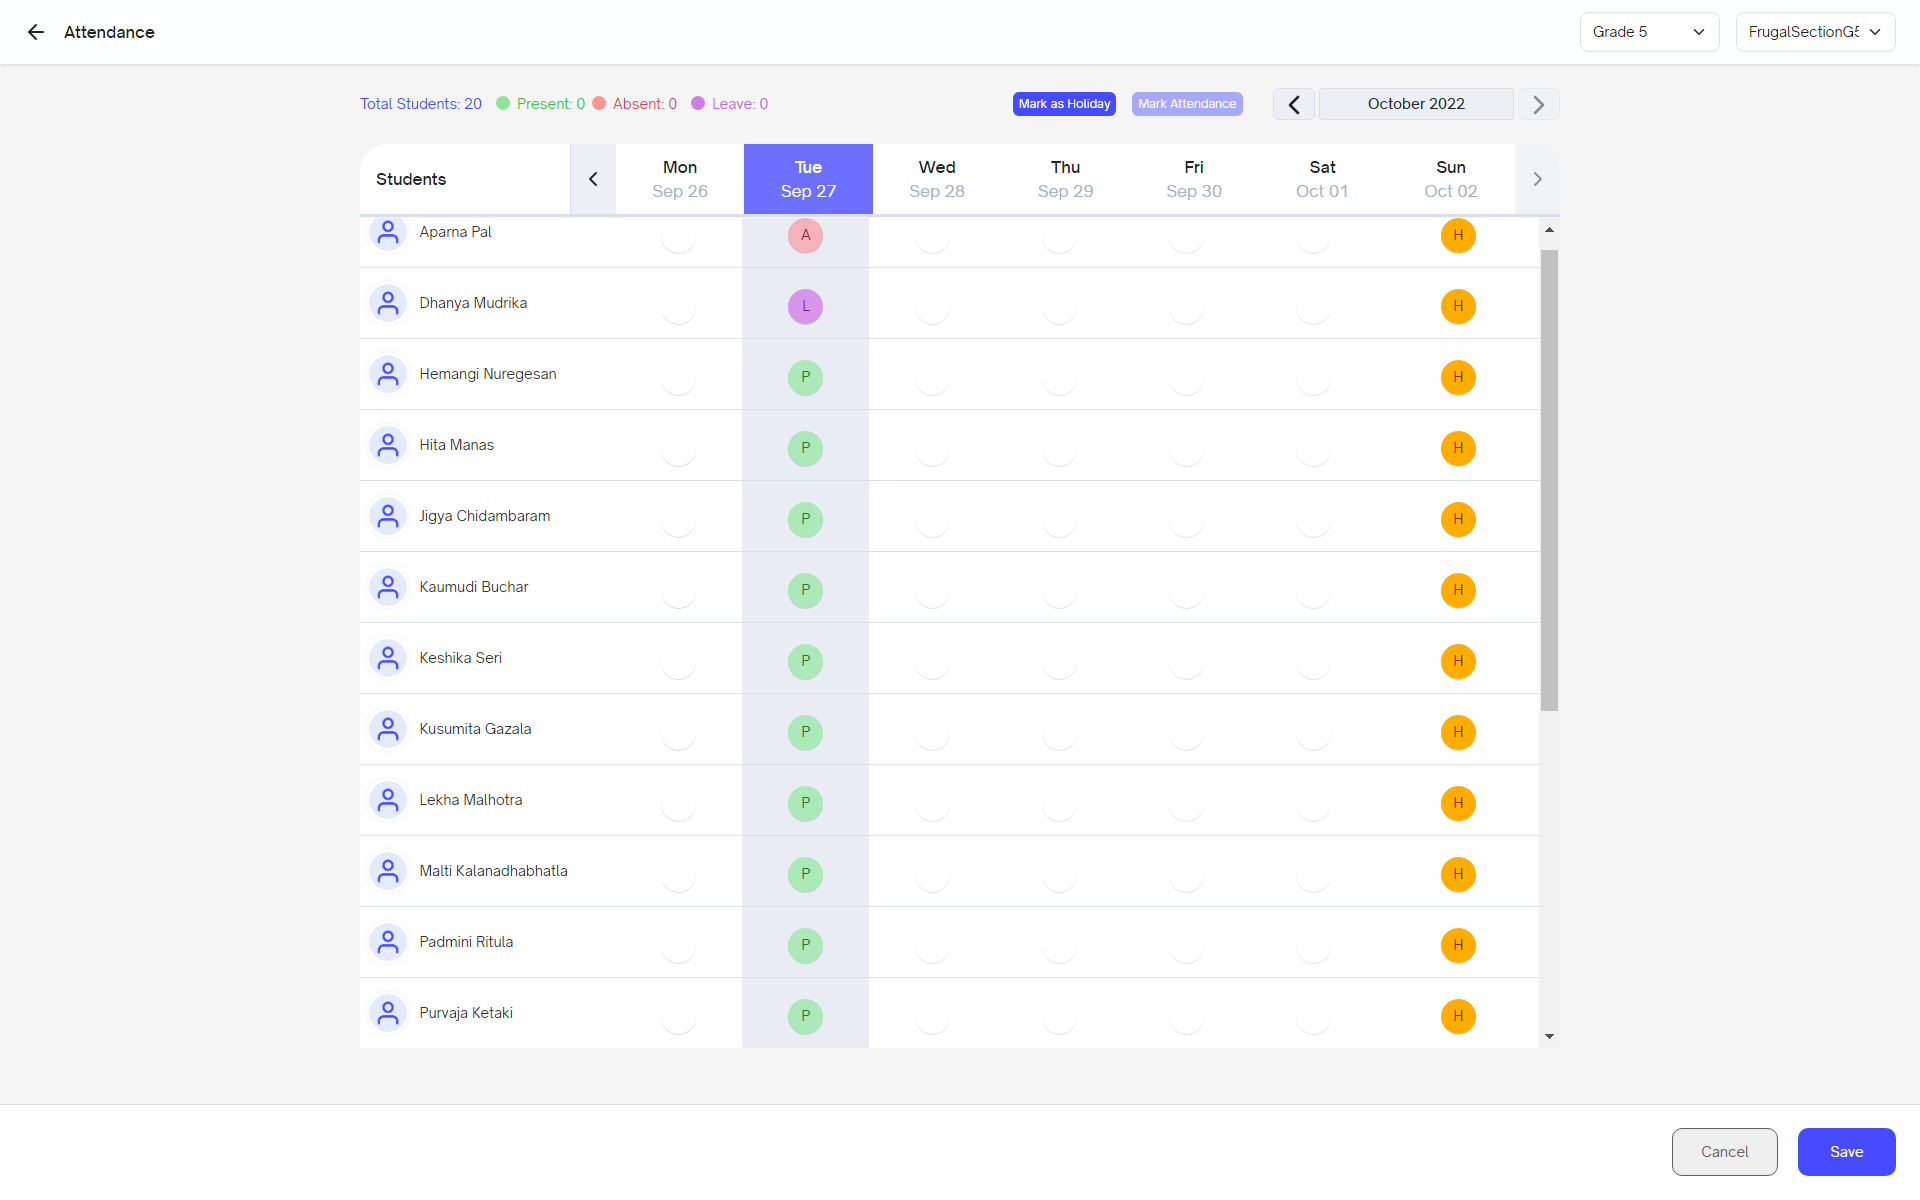 Attendance
Grade 5
FrugalSectionG5
Total Students: 20 Present: 0 Absent: 0 Leave: 0
Mark as Holiday
Mark Attendance
October 2022
Students
Mon Tue Wed Thu Fri Sat Sun
Sep 26 Sep 27 Sep 28 Sep 29 Sep 30 Oct 01 Oct 02
Aparna Pal A H
Dhanya Mudrika L H
Hemangi Nuregesan P H
Hita Manas P H
Jigya Chidambaram P H
Kaumudi Buchar P H
Keshika Seri P H
Kusumita Gazala P H
Lekha Malhotra P H
Malti Kalanadhabhatla P H
Padmini Ritula P H
Purvaja Ketaki P H
Cancel
Save